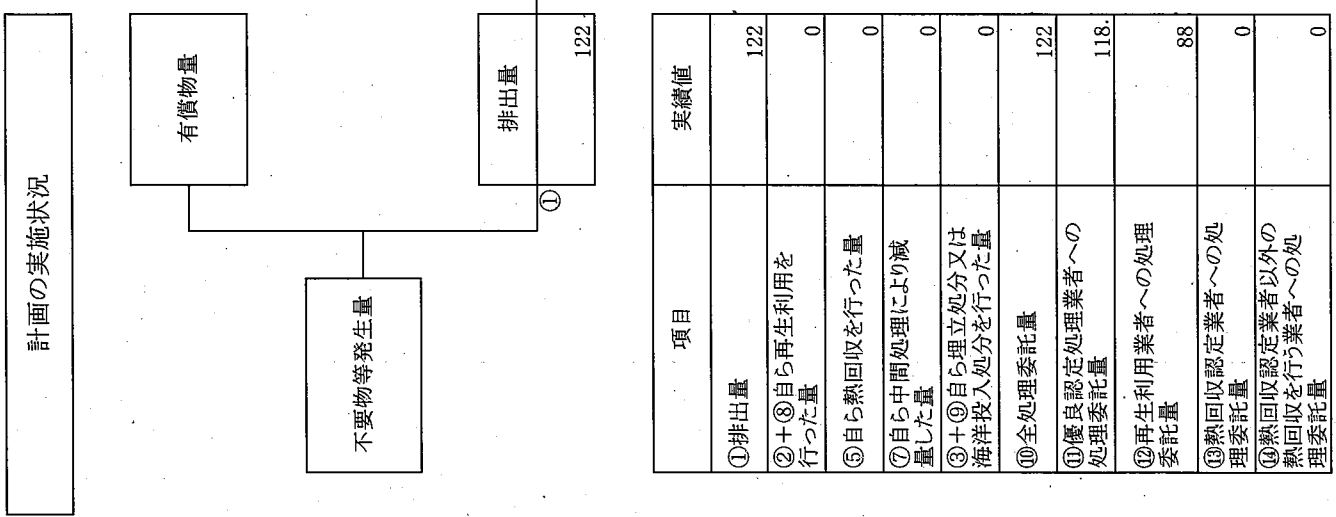 計画の実施状況
有償物量
不要物等発生量
排出量
①
122.
項目
実績値
①排出量
122
②+⑧自ら再生利用を
行った量
0
⑤自ら熱回収を行った量
0
⑦自ら中間処理により減
量した量
0
③+⑨自ら埋立処分又は
海洋投入処分を行った量
0
⑩全処理委託量
122
⑪優良認定処理業者への
処理委託量
118.
⑫再生利用業者への処理
委託量
88
⑬熱回収認定業者への処
理委託量
0
⑭熱回収認定業者以外の
熱回収を行う業者への処
理委託量
0